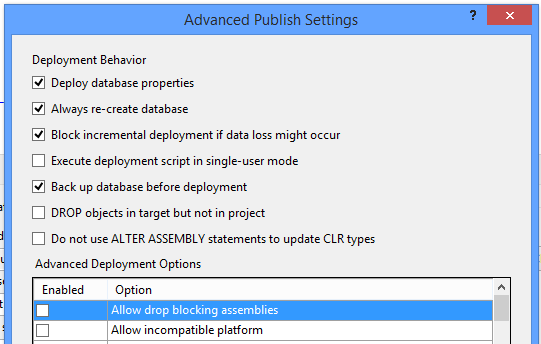 Advanced Publish Settings
?
Deployment Behavior
Deploy database properties
Always re-create database
Block incremental deployment if data loss might occur
Execute deployment script in single-user mode
Back up database before deployment
DROP objects in target but not in project
Do not use ALTER ASSEMBLY statements to update CLR types
Advanced Deployment Options
Enabled Option
Allow drop blocking assemblies
Allow incompatible platform